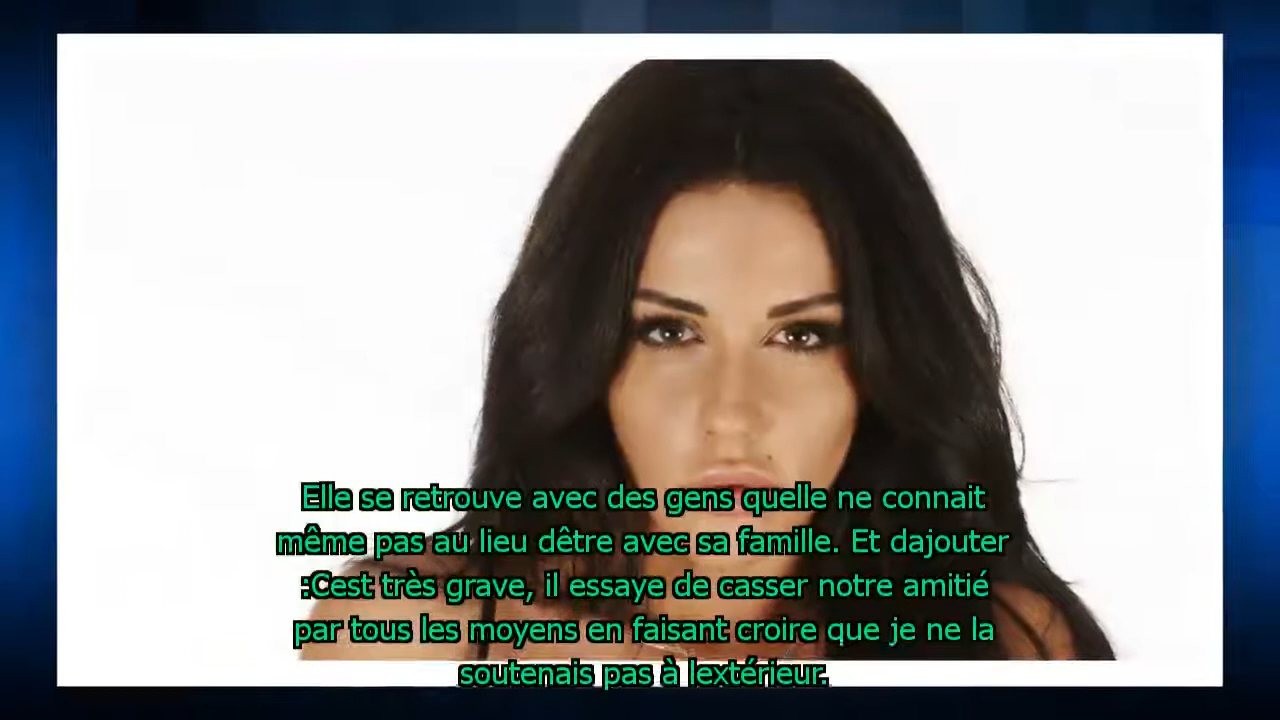 Elle se retrouve avec des gens quelle ne connait
même pas au lieu dêtre avec sa famille. Et dajouter
:Cest très grave, il essaye de casser notre amitié
par tous les moyens en faisant croire que je ne la
soutenais pas à lextérieur.